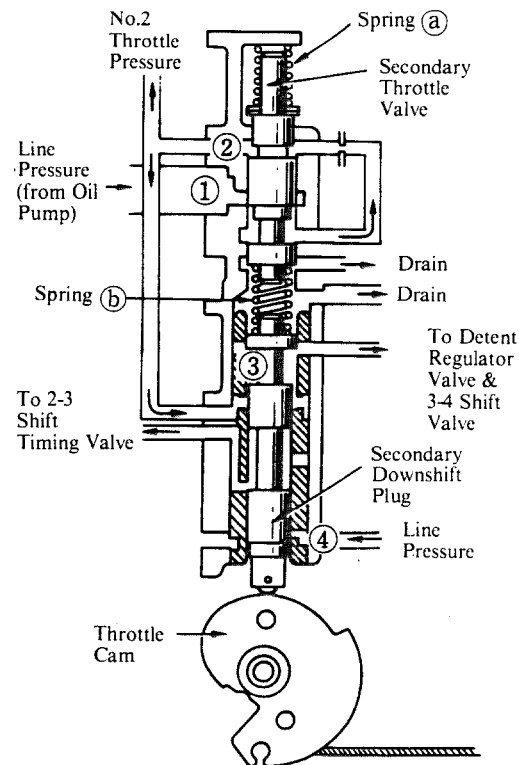 No.2
Throttle
Pressure
Spring ⓐ
Secondary
Throttle
Valve
②
Line
Pressure
(from Oil
Pump)
①
Drain
Spring ⓑ
Drain
③
To Detent
Regulator
Valve &
3-4 Shift
Valve
To 2-3
Shift
Timing Valve
Secondary
Downshift
Plug
④
Line
Pressure
Throttle
Cam